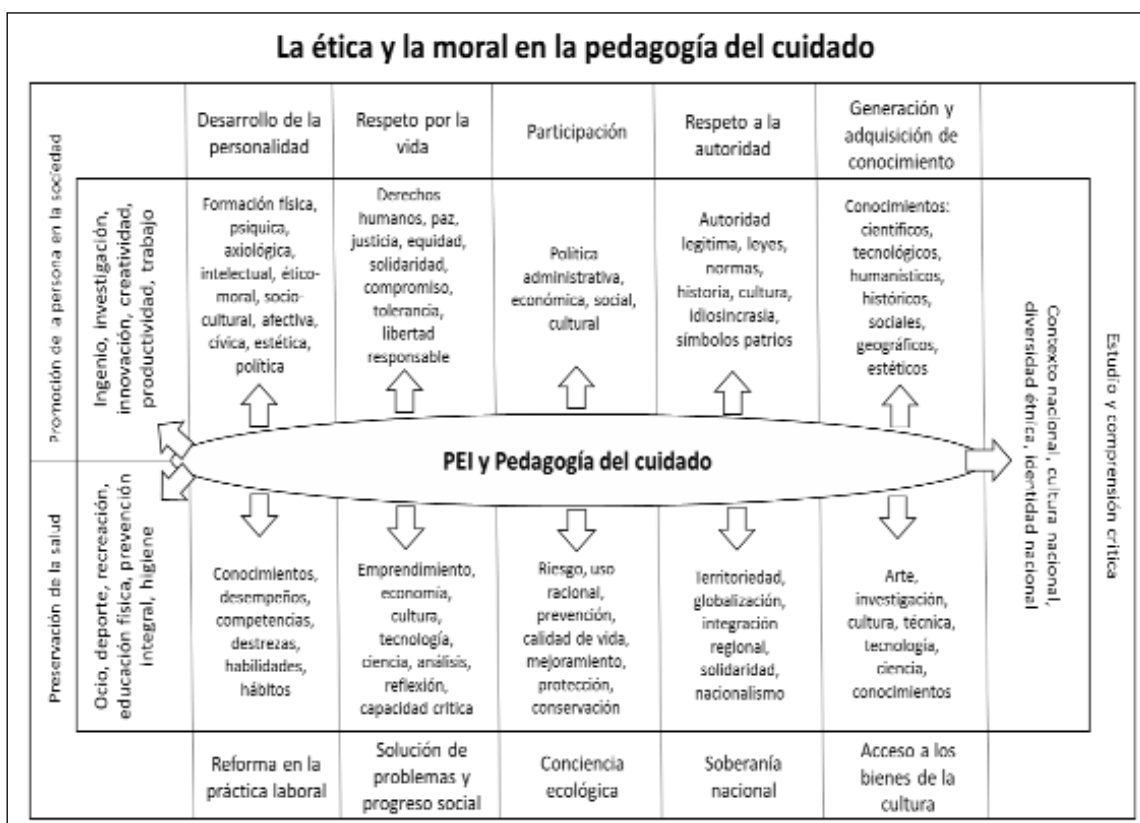 La ética y la moral en la pedagogía del cuidado
Promoción de la persona en la sociedad
Ingenio, investigación,
innovación, creatividad,
productividad, trabajo
Desarrollo de la
personalidad
Respeto por la
vida
Participación
Respeto a la
autoridad
Generación y
adquisición de
conocimiento
Formación física,
psiquica,
axiológica,
intelectual, ético-
moral, socio-
cultural, afectiva,
cívica, estética,
política
Derechos
humanos, paz,
justicia, equidad,
solidaridad,
compromiso,
tolerancia,
libertad
responsable
Política
administrativa,
económica, social,
cultural
Autoridad
legítima, leyes,
normas,
historia, cultura,
idiosincrasia,
símbolos patrios
Conocimientos:
científicos,
tecnológicos,
humanísticos,
históricos,
sociales,
geográficos,
estéticos
PEI y Pedagogía del cuidado
Contexto nacional, cultura nacional,
diversidad étnica, identidad nacional
Estudio y comprensión crítica
Preservación de la salud
Ocio, deporte, recreación,
educación física, prevención
integral, higiene
Conocimientos,
desempeños,
competencias,
destrezas,
habilidades,
hábitos
Emprendimiento,
economía,
cultura,
tecnología,
ciencia, análisis,
reflexión,
capacidad crítica
Riesgo, uso
racional,
prevención,
calidad de vida,
mejoramiento,
protección,
conservación
Territoriedad,
globalización,
integración
regional,
solidaridad,
nacionalismo
Arte,
investigación,
cultura, técnica,
tecnología,
ciencia,
conocimientos
Reforma en la
práctica laboral
Solución de
problemas y
progreso social
Conciencia
ecológica
Soberanía
nacional
Acceso a los
bienes de la
cultura